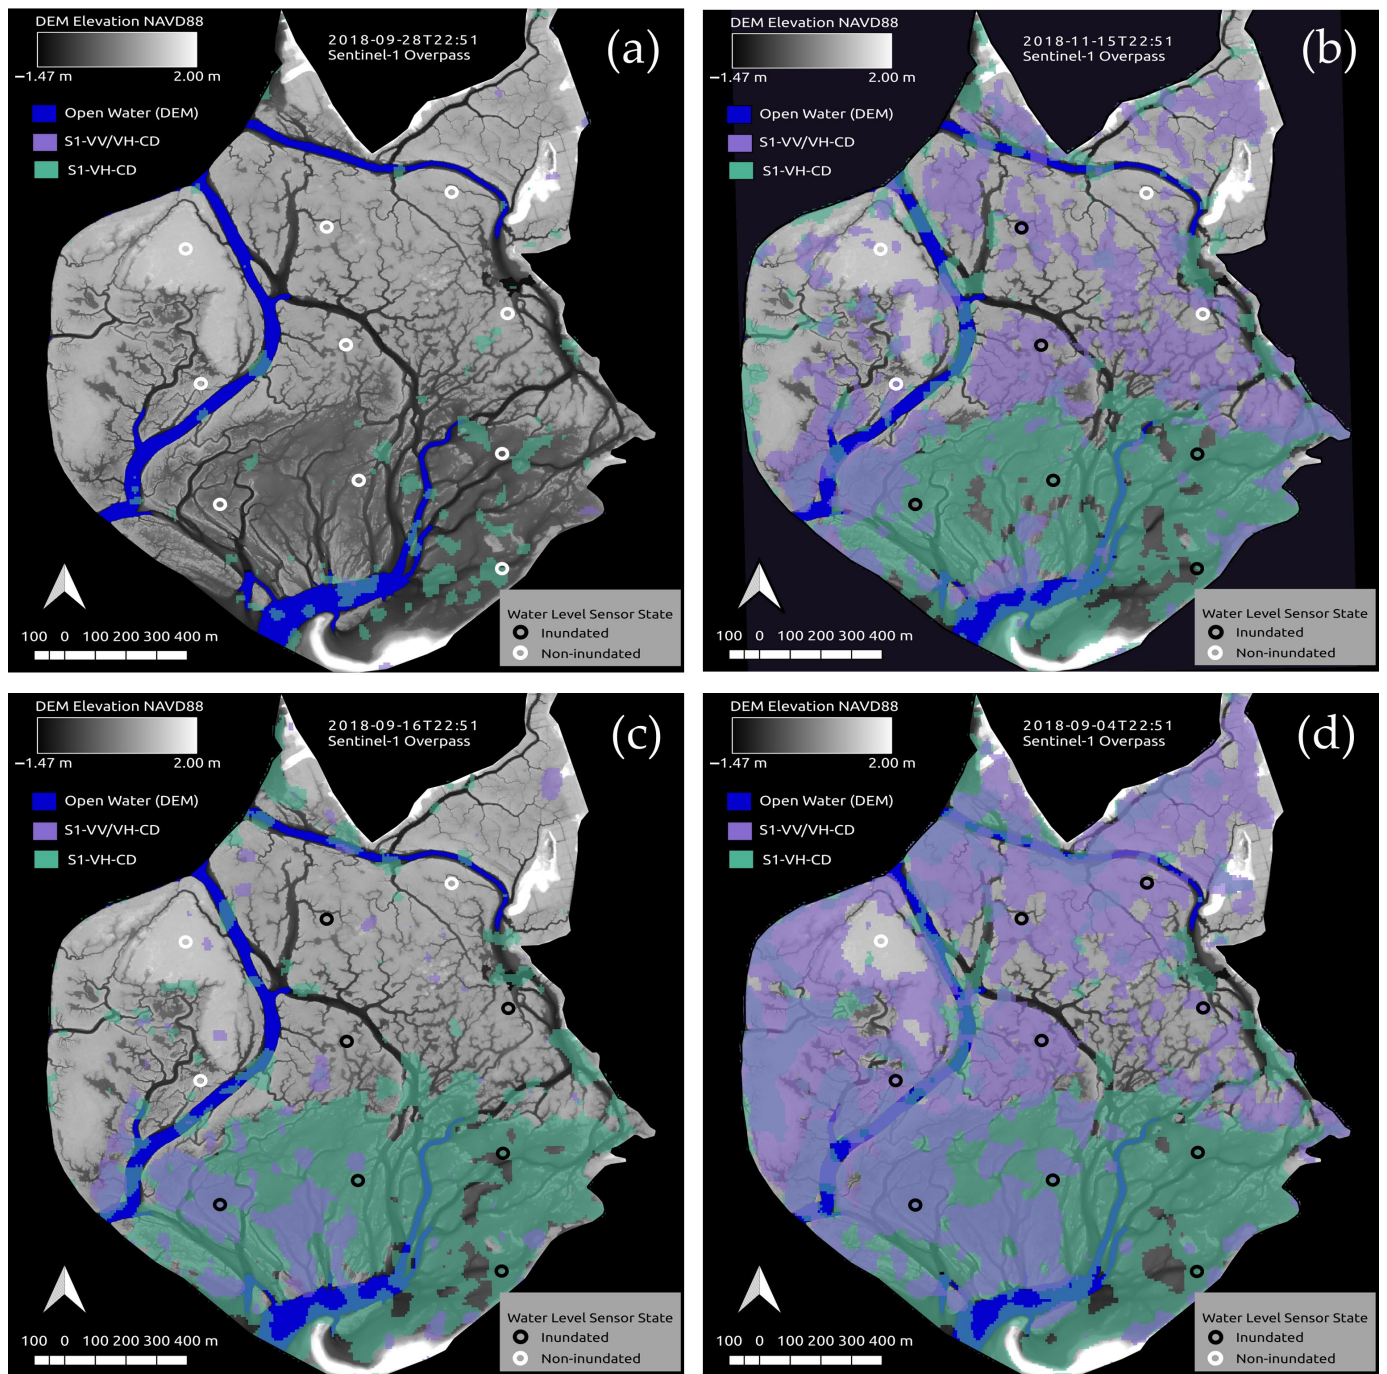 DEM Elevation NAVD88
−1.47 m 2.00 m
2018-09-28T22:51
Sentinel-1 Overpass
(a)
Open Water (DEM)
S1-VV/VH-CD
S1-VH-CD
100 0 100 200 300 400 m
Water Level Sensor State
Inundated
Non-inundated
DEM Elevation NAVD88
−1.47 m 2.00 m
2018-11-15T22:51
Sentinel-1 Overpass
(b)
Open Water (DEM)
S1-VV/VH-CD
S1-VH-CD
100 0 100 200 300 400 m
Water Level Sensor State
Inundated
Non-inundated
DEM Elevation NAVD88
−1.47 m 2.00 m
2018-09-16T22:51
Sentinel-1 Overpass
(c)
Open Water (DEM)
S1-VV/VH-CD
S1-VH-CD
100 0 100 200 300 400 m
Water Level Sensor State
Inundated
Non-inundated
DEM Elevation NAVD88
−1.47 m 2.00 m
2018-09-04T22:51
Sentinel-1 Overpass
(d)
Open Water (DEM)
S1-VV/VH-CD
S1-VH-CD
100 0 100 200 300 400 m
Water Level Sensor State
Inundated
Non-inundated